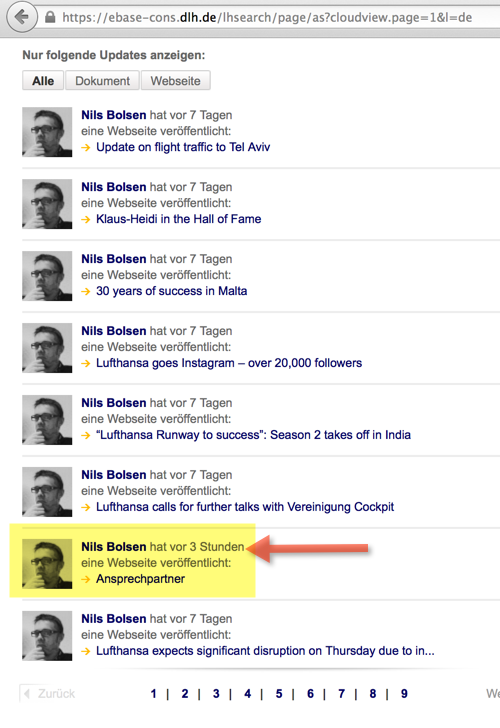 https://ebase-cons.dlh.de/lhsearch/page/as?cloudview.page=1&l=de
Nur folgende Updates anzeigen:
Alle Dokument Webseite
Nils Bolsen hat vor 7 Tagen
eine Webseite veröffentlicht:
→ Update on flight traffic to Tel Aviv
Nils Bolsen hat vor 7 Tagen
eine Webseite veröffentlicht:
→ Klaus-Heidi in the Hall of Fame
Nils Bolsen hat vor 7 Tagen
eine Webseite veröffentlicht:
→ 30 years of success in Malta
Nils Bolsen hat vor 7 Tagen
eine Webseite veröffentlicht:
→ Lufthansa goes Instagram – over 20,000 followers
Nils Bolsen hat vor 7 Tagen
eine Webseite veröffentlicht:
→ “Lufthansa Runway to success”: Season 2 takes off in India
Nils Bolsen hat vor 7 Tagen
eine Webseite veröffentlicht:
→ Lufthansa calls for further talks with Vereinigung Cockpit
Nils Bolsen hat vor 3 Stunden
eine Webseite veröffentlicht:
→ Ansprechpartner
Nils Bolsen hat vor 7 Tagen
eine Webseite veröffentlicht:
→ Lufthansa expects significant disruption on Thursday due to in...
Zurück 1 | 2 | 3 | 4 | 5 | 6 | 7 | 8 | 9 We